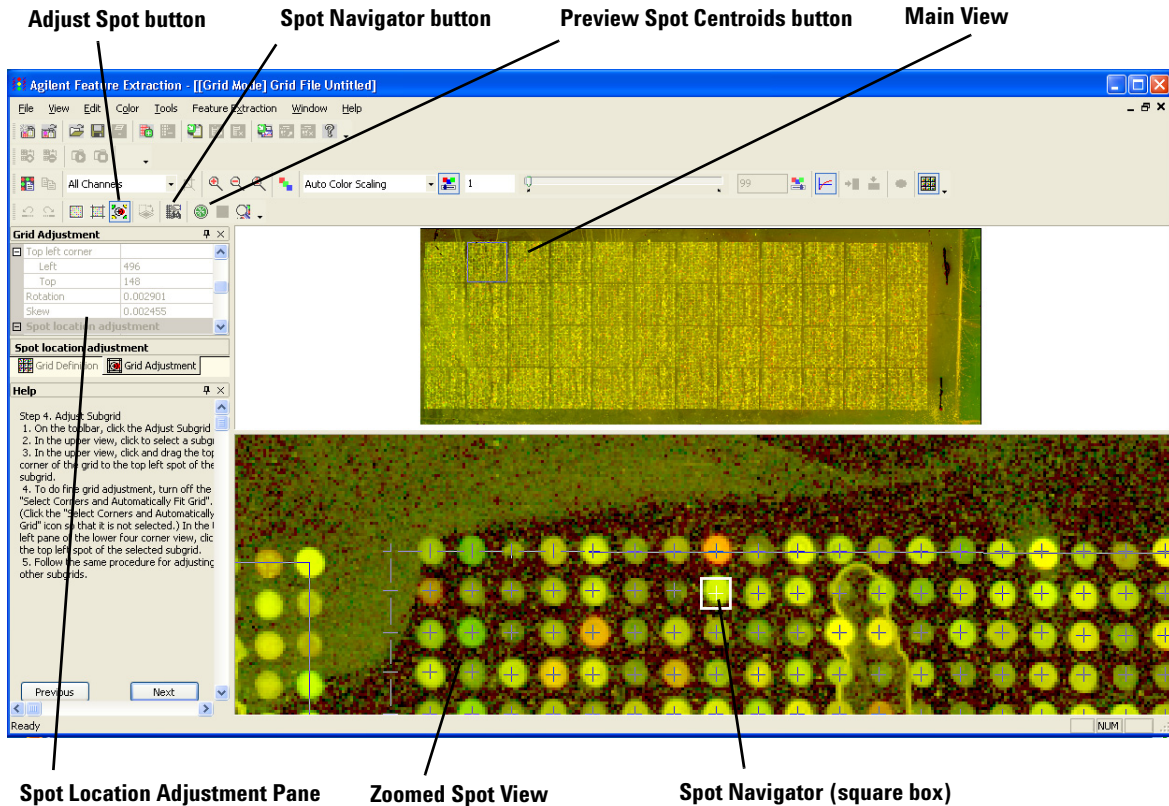 Adjust Spot button
Spot Navigator button
Preview Spot Centroids button
Main View
Agilent Feature Extraction - [[Grid Mode] Grid File Untitled]
File View Edit Color Tools Feature Extraction Window Help
All Channels
Auto Color Scaling
1
99
Grid Adjustment
Top left corner
Left 496
Top 148
Rotation 0.002901
Skew 0.002455
Spot location adjustment
Spot location adjustment
Grid Definition Grid Adjustment
Help
Step 4. Adjust Subgrid
1. On the toolbar, click the Adjust Subgrid
2. In the upper view, click to select a subgr
3. In the upper view, click and drag the top
corner of the grid to the top left spot of the
subgrid.
4. To do fine grid adjustment, turn off the
"Select Corners and Automatically Fit Grid".
(Click the "Select Corners and Automatically
Grid" icon so that it is not selected.) In the
left pane of the lower four corner view, clic
the top left spot of the selected subgrid.
5. Follow the same procedure for adjusting
other subgrids.
Previous Next
Ready
NUM
Spot Location Adjustment Pane
Zoomed Spot View
Spot Navigator (square box)